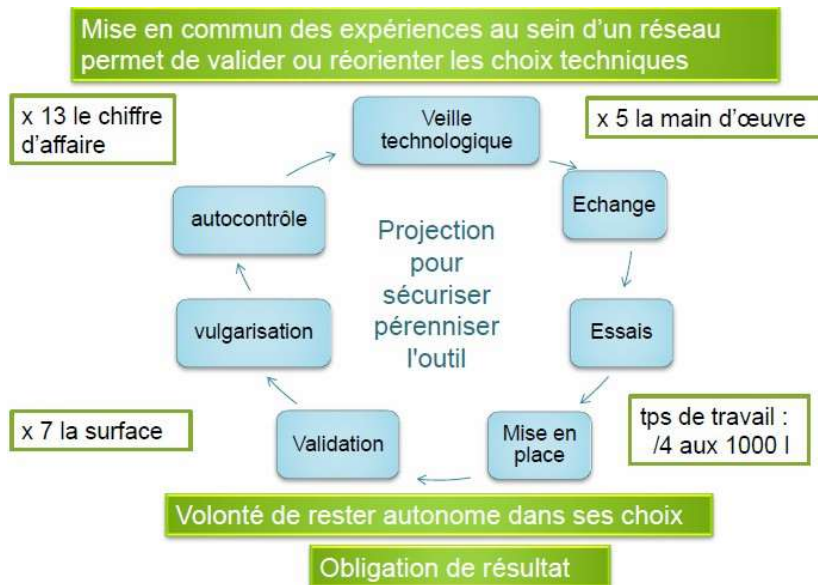 Mise en commun des expériences au sein d'un réseau
permet de valider ou réorienter les choix techniques
x 13 le chiffre
d'affaire
Veille
technologique
x 5 la main d'œuvre
Echange
autocontrôle
Projection
pour
sécuriser
pérenniser
l'outil
Essais
vulgarisation
x 7 la surface
Validation
Mise en
place
tps de travail :
/4 aux 1000 l
Volonté de rester autonome dans ses choix
Obligation de résultat